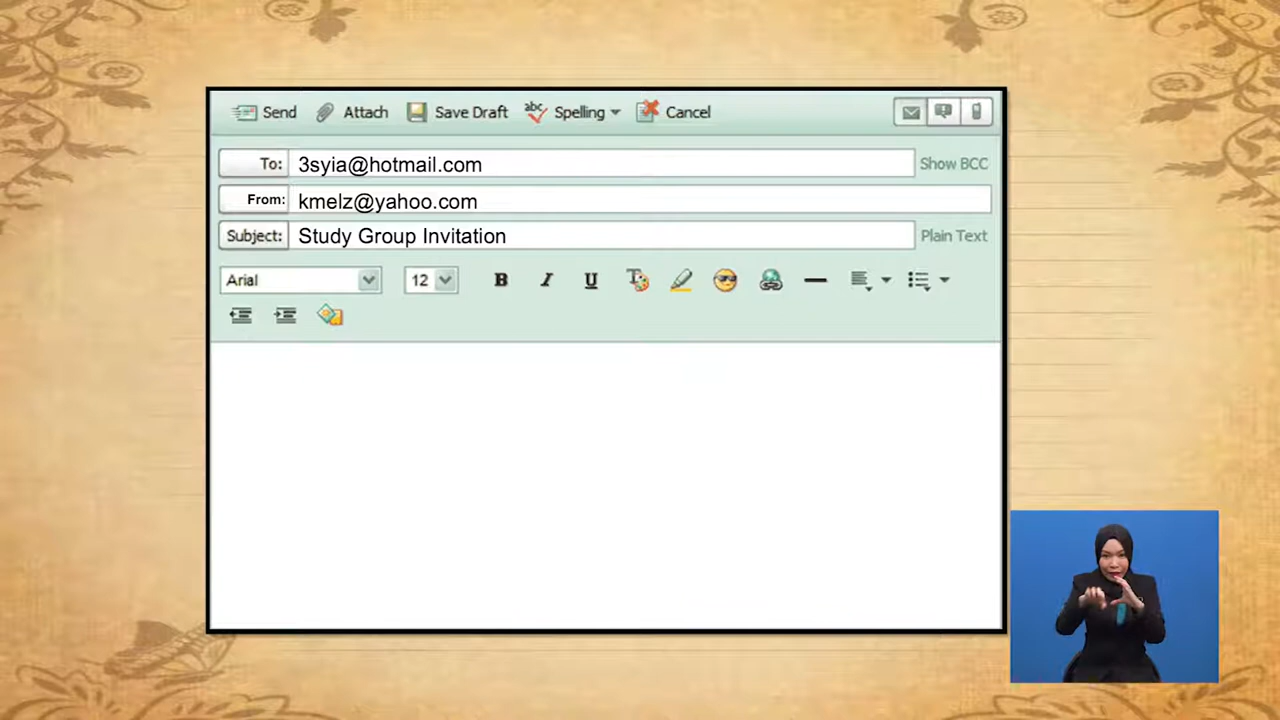 Send Attach Save Draft abc Spelling Cancel
To: 3syia@hotmail.com Show BCC
From: kmelz@yahoo.com
Subject: Study Group Invitation Plain Text
Arial 12 B I U T